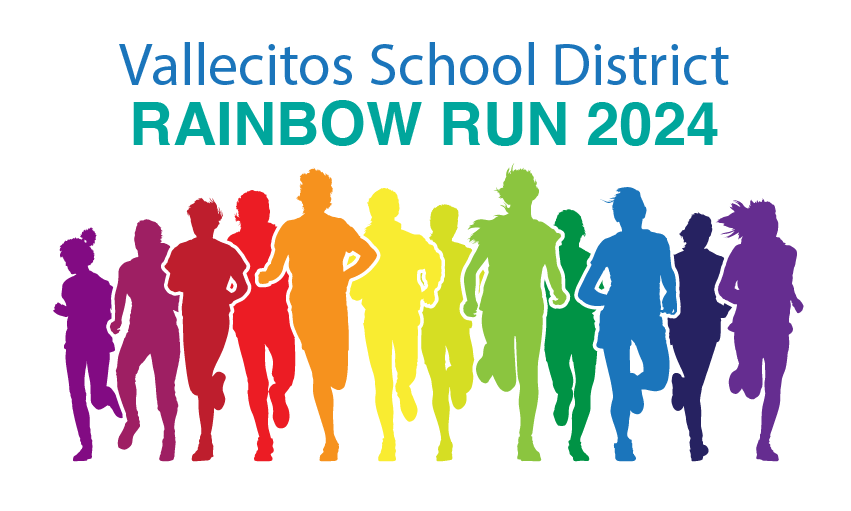 Vallecitos School District
RAINBOW RUN 2024